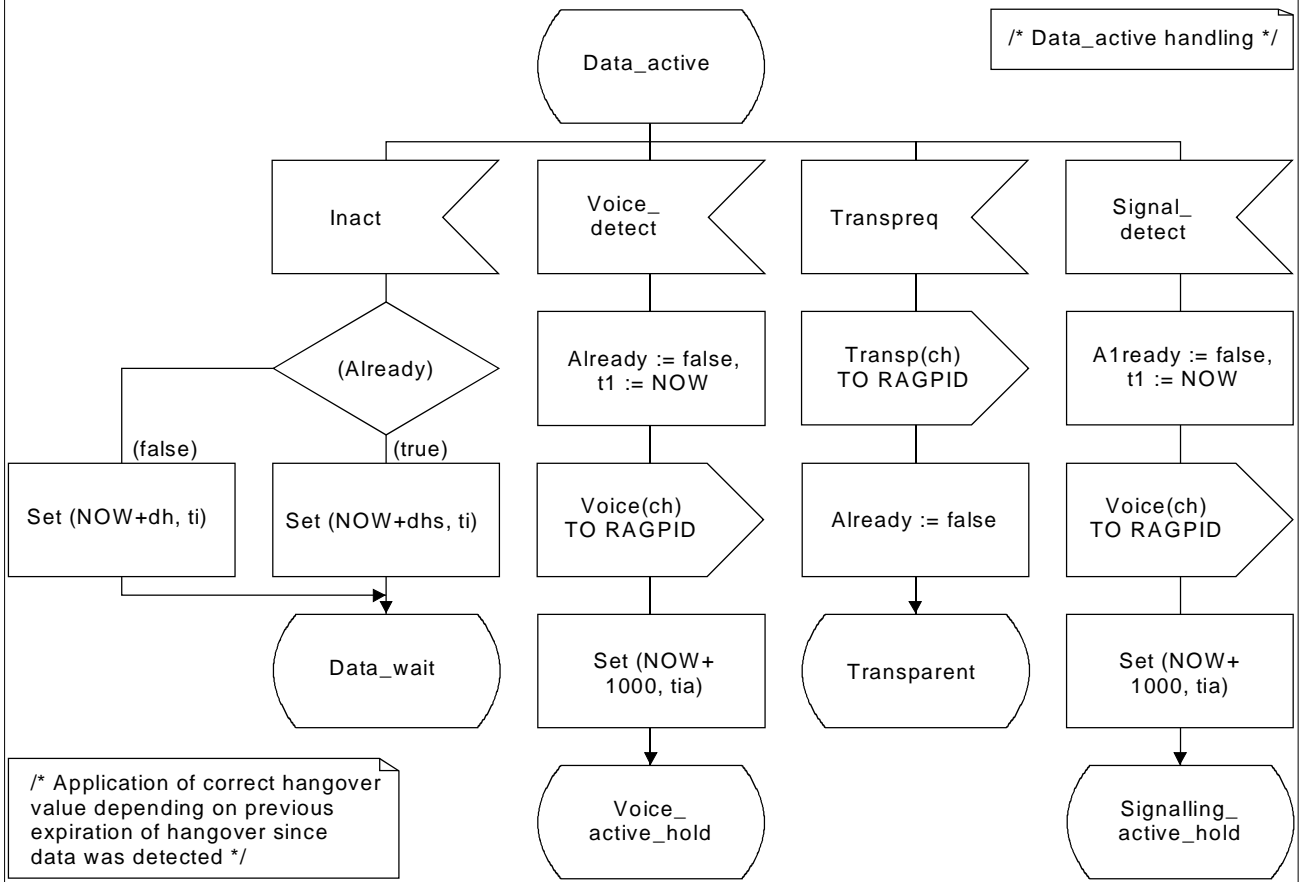 /* Data_active handling */
Data_active
Inact
Voice_
detect
Transpreq
Signal_
detect
(Already)
Already := false,
t1 := NOW
Transp(ch)
TO RAGPID
A1ready := false,
t1 := NOW
(false)
(true)
Set (NOW+dh, ti)
Set (NOW+dhs, ti)
Voice(ch)
TO RAGPID
Already := false
Voice(ch)
TO RAGPID
Data_wait
Set (NOW+
1000, tia)
Transparent
Set (NOW+
1000, tia)
/* Application of correct hangover
value depending on previous
expiration of hangover since
data was detected */
Voice_
active_hold
Signalling_
active_hold